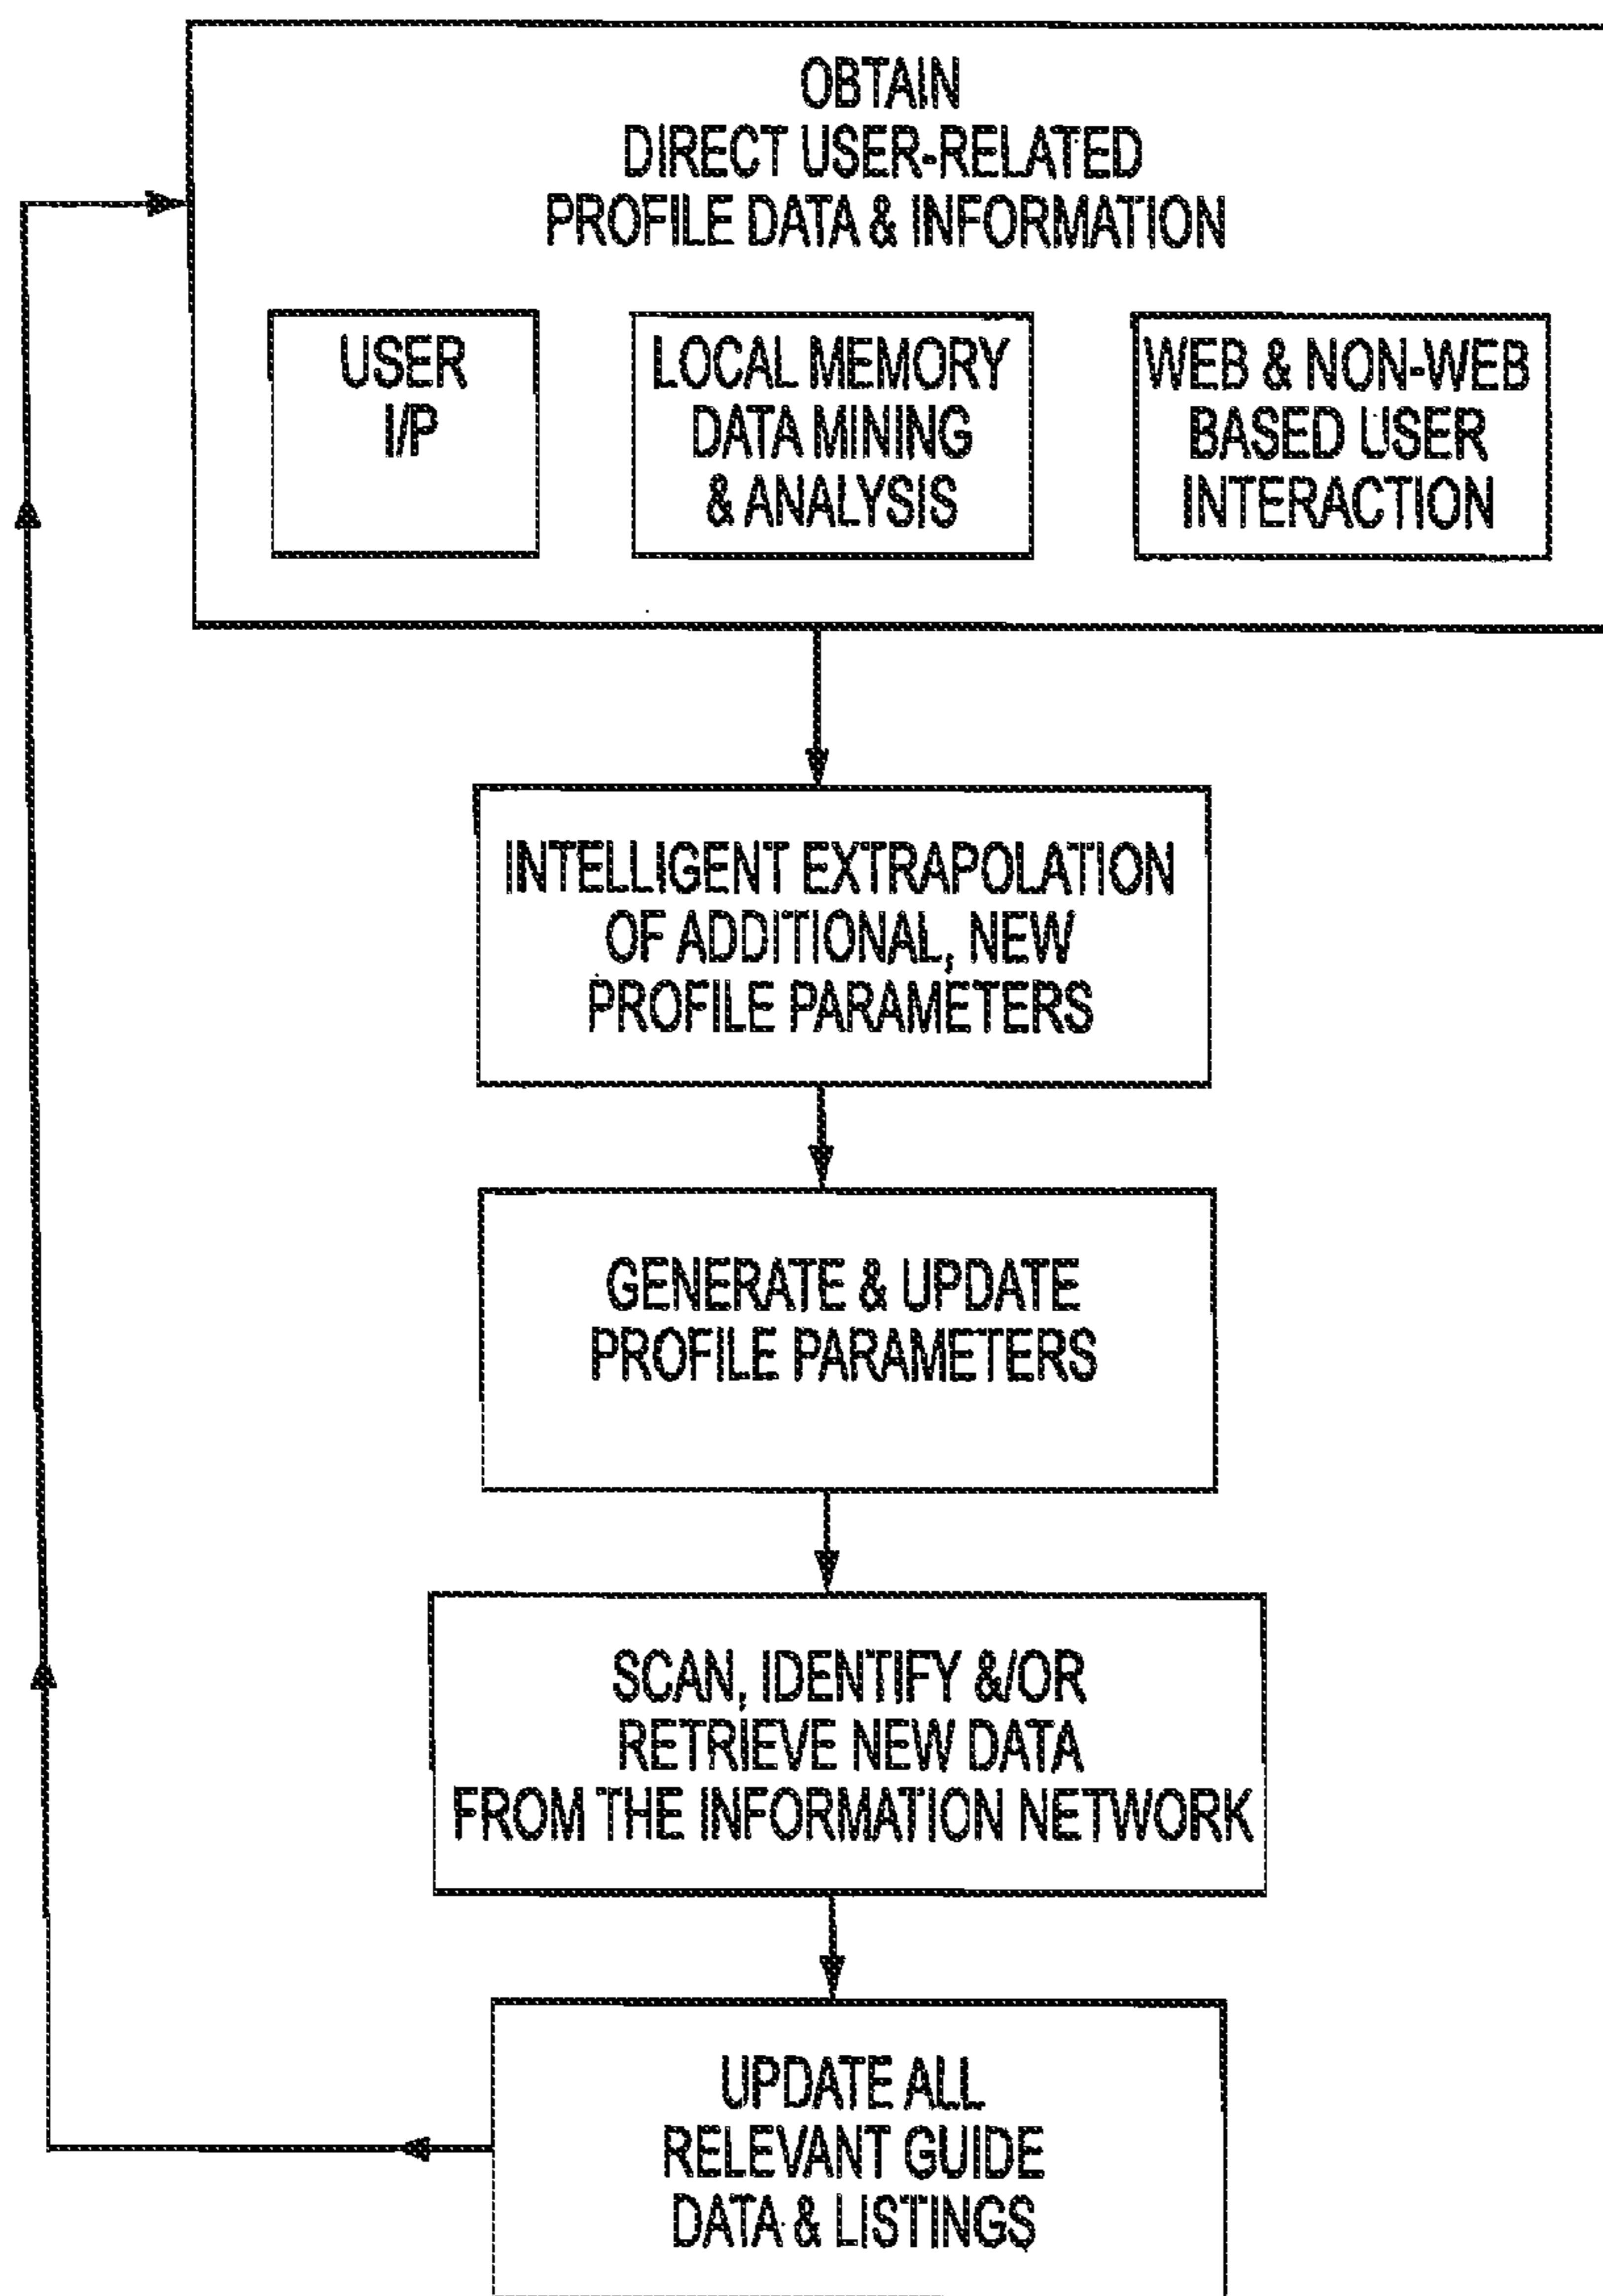 OBTAIN
DIRECT USER-RELATED
PROFILE DATA & INFORMATION
USER
I/P
LOCAL MEMORY
DATA MINING
& ANALYSIS
WEB & NON-WEB
BASED USER
INTERACTION
INTELLIGENT EXTRAPOLATION
OF ADDITIONAL, NEW
PROFILE PARAMETERS
GENERATE & UPDATE
PROFILE PARAMETERS
SCAN, IDENTIFY &/OR
RETRIEVE NEW DATA
FROM THE INFORMATION NETWORK
UPDATE ALL
RELEVANT GUIDE
DATA & LISTINGS